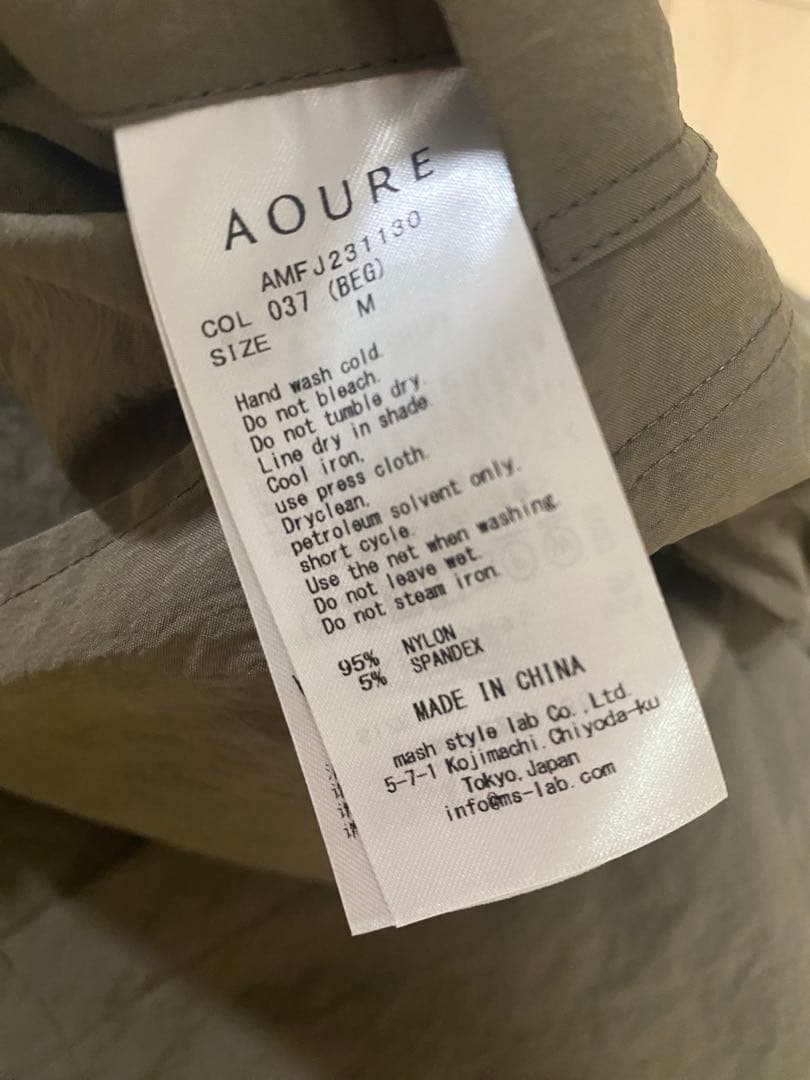 AOURE
AMFJ231130
COL 037 (BEG)
SIZE M
Hand wash cold.
Do not bleach.
Do not tumble dry.
Line dry in shade.
Cool iron.
use press cloth.
Dryclean.
petroleum solvent only.
short cycle.
Use the net when washing.
Do not leave wet.
Do not steam iron.
95% NYLON
5% SPANDEX
MADE IN CHINA
mash style lab Co.,Ltd.
5-7-1 Kojimachi.Chiyoda-ku
Tokyo.Japan
info@ms-lab.com